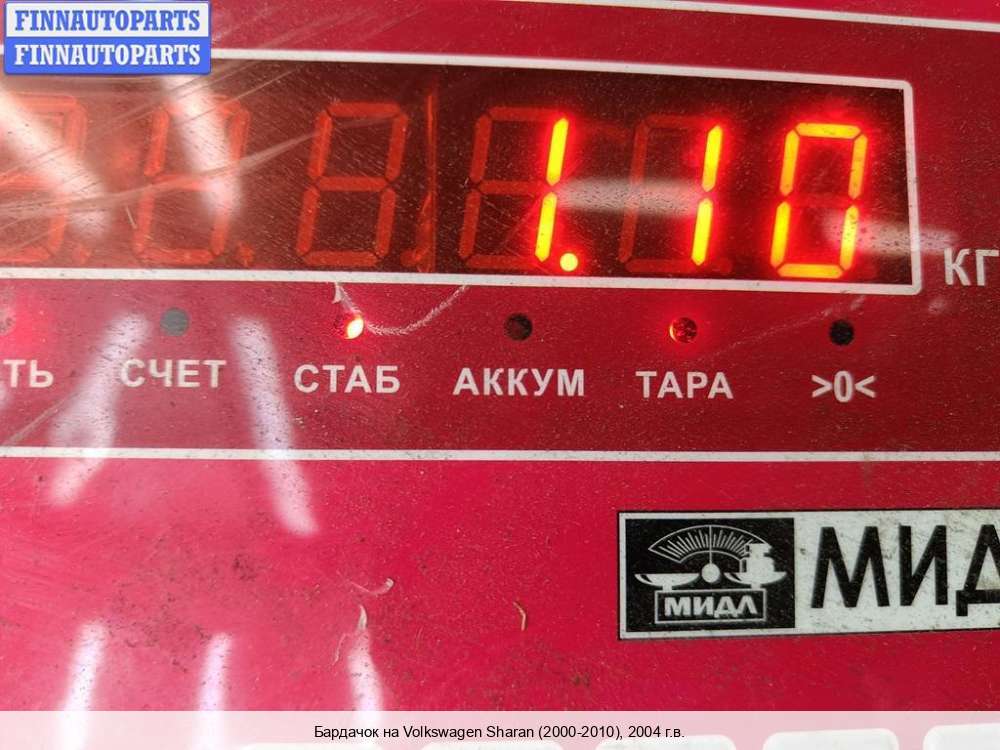 FINNAUTOPARTS
FINNAUTOPARTS
1.10
КГ
ТЬ СЧЕТ СТАБ АККУМ ТАРА >0<
МИДЛ
МИД
Бардачок на Volkswagen Sharan (2000-2010), 2004 г.в.